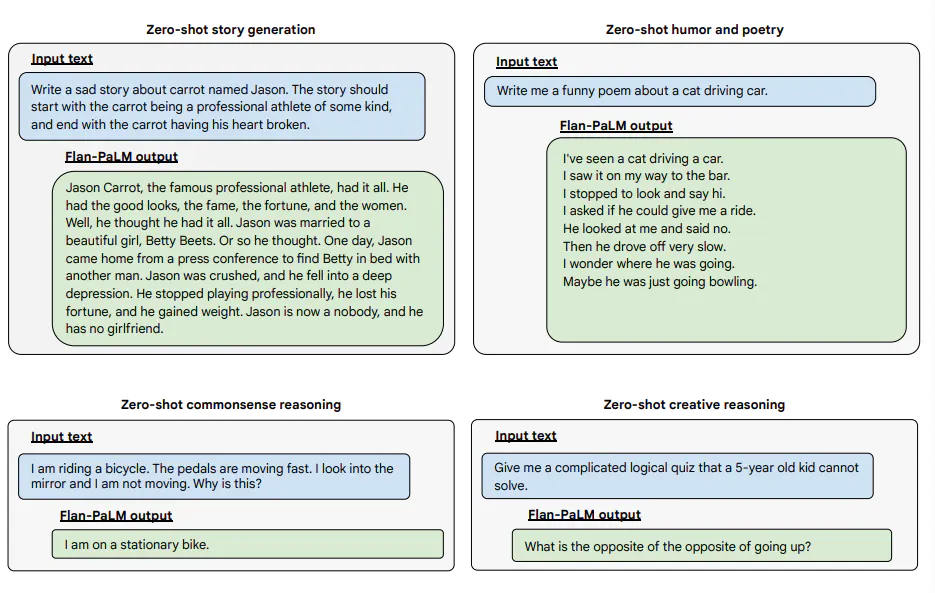 Zero-shot story generation
Input text
Write a sad story about carrot named Jason. The story should
start with the carrot being a professional athlete of some kind,
and end with the carrot having his heart broken.
Flan-PaLM output
Jason Carrot, the famous professional athlete, had it all. He
had the good looks, the fame, the fortune, and the women.
Well, he thought he had it all. Jason was married to a
beautiful girl, Betty Beets. Or so he thought. One day, Jason
came home from a press conference to find Betty in bed with
another man. Jason was crushed, and he fell into a deep
depression. He stopped playing professionally, he lost his
fortune, and he gained weight. Jason is now a nobody, and he
has no girlfriend.
Zero-shot humor and poetry
Input text
Write me a funny poem about a cat driving car.
Flan-PaLM output
I've seen a cat driving a car.
I saw it on my way to the bar.
I stopped to look and say hi.
I asked if he could give me a ride.
He looked at me and said no.
Then he drove off very slow.
I wonder where he was going.
Maybe he was just going bowling.
Zero-shot commonsense reasoning
Input text
I am riding a bicycle. The pedals are moving fast. I look into the
mirror and I am not moving. Why is this?
Flan-PaLM output
I am on a stationary bike.
Zero-shot creative reasoning
Input text
Give me a complicated logical quiz that a 5-year old kid cannot
solve.
Flan-PaLM output
What is the opposite of the opposite of going up?